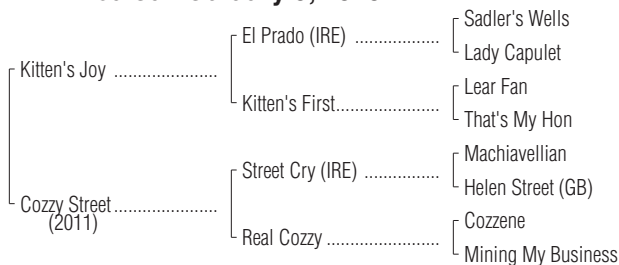 El Prado (IRE) ................... Sadler's Wells
Lady Capulet
Kitten's Joy .......................
Kitten's First....................... Lear Fan
That's My Hon
Street Cry (IRE) ................. Machiavellian
Helen Street (GB)
Cozzy Street.......................
(2011)
Real Cozzy ......................... Cozzene
Mining My Business